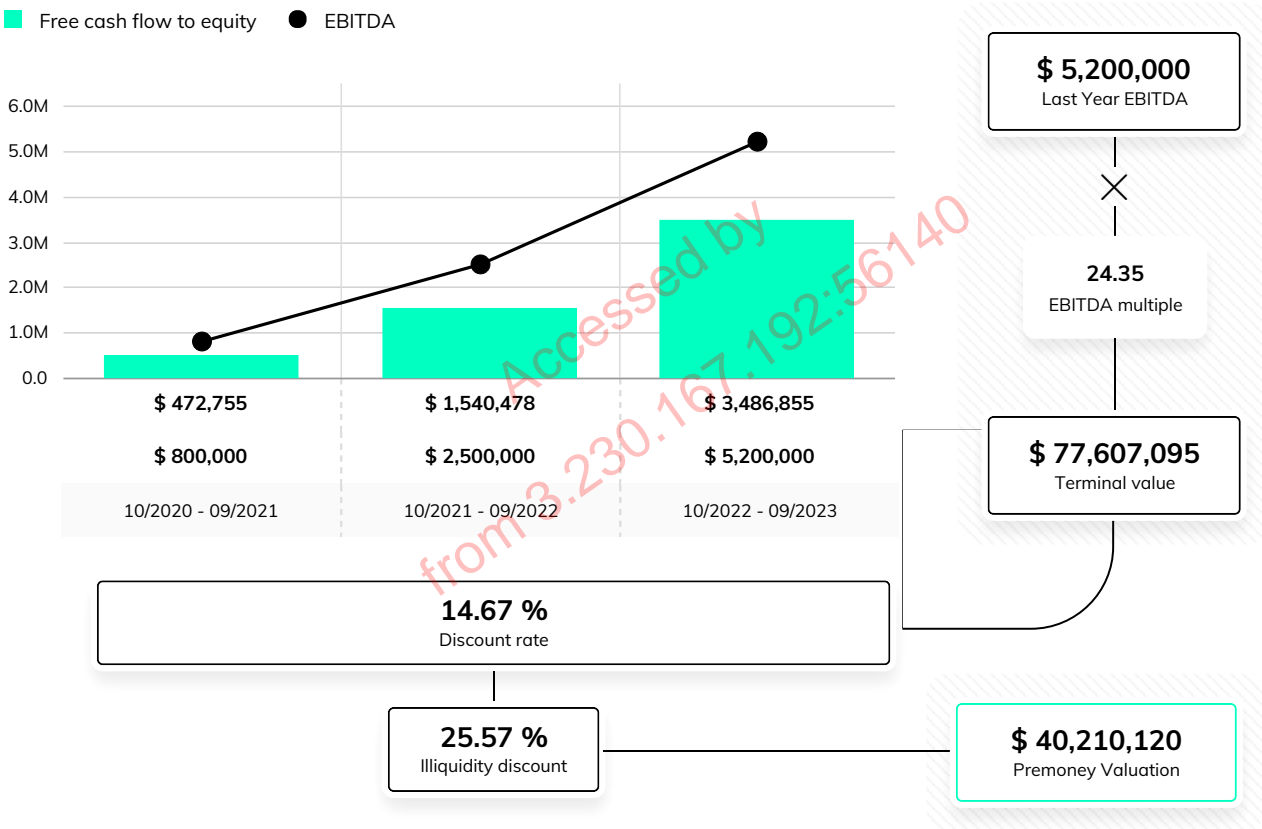 Free cash flow to equity EBITDA
6.0M
5.0M
4.0M
3.0M
2.0M
1.0M
0.0
$ 472,755 $ 1,540,478 $ 3,486,855
$ 800,000 $ 2,500,000 $ 5,200,000
10/2020 - 09/2021 10/2021 - 09/2022 10/2022 - 09/2023
$ 5,200,000
Last Year EBITDA
24.35
EBITDA multiple
$ 77,607,095
Terminal value
14.67 %
Discount rate
25.57 %
Illiquidity discount
$ 40,210,120
Premoney Valuation
Accessed by
from 3.230.167.192:56140